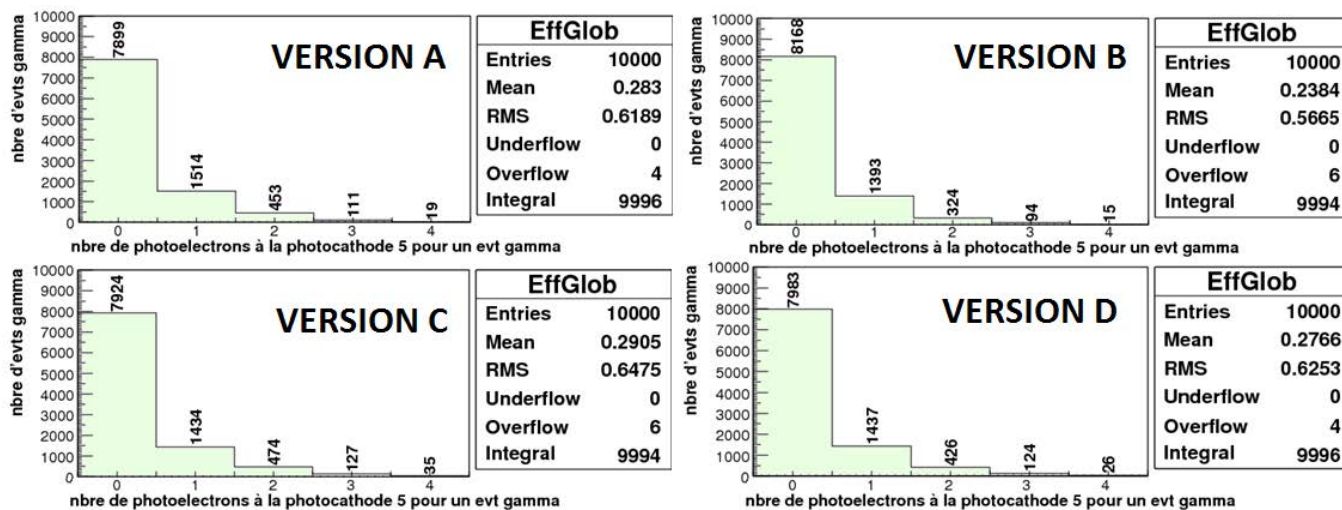 VERSION A
nbre d'evts gamma
10000
9000
8000
7000
6000
5000
4000
3000
2000
1000
0
7899
1514
453
111
19
0 1 2 3 4
nbre de photoelectrons à la photocathode 5 pour un evt gamma
EffGlob
Entries 10000
Mean 0.283
RMS 0.6189
Underflow 0
Overflow 4
Integral 9996
VERSION B
nbre d'evts gamma
10000
9000
8000
7000
6000
5000
4000
3000
2000
1000
0
8168
1393
324
94
15
0 1 2 3 4
nbre de photoelectrons à la photocathode 5 pour un evt gamma
EffGlob
Entries 10000
Mean 0.2384
RMS 0.5665
Underflow 0
Overflow 6
Integral 9994
VERSION C
nbre d'evts gamma
10000
9000
8000
7000
6000
5000
4000
3000
2000
1000
0
7924
1434
474
127
35
0 1 2 3 4
nbre de photoelectrons à la photocathode 5 pour un evt gamma
EffGlob
Entries 10000
Mean 0.2905
RMS 0.6475
Underflow 0
Overflow 6
Integral 9994
VERSION D
nbre d'evts gamma
10000
9000
8000
7000
6000
5000
4000
3000
2000
1000
0
7983
1437
426
124
26
0 1 2 3 4
nbre de photoelectrons à la photocathode 5 pour un evt gamma
EffGlob
Entries 10000
Mean 0.2766
RMS 0.6253
Underflow 0
Overflow 4
Integral 9996